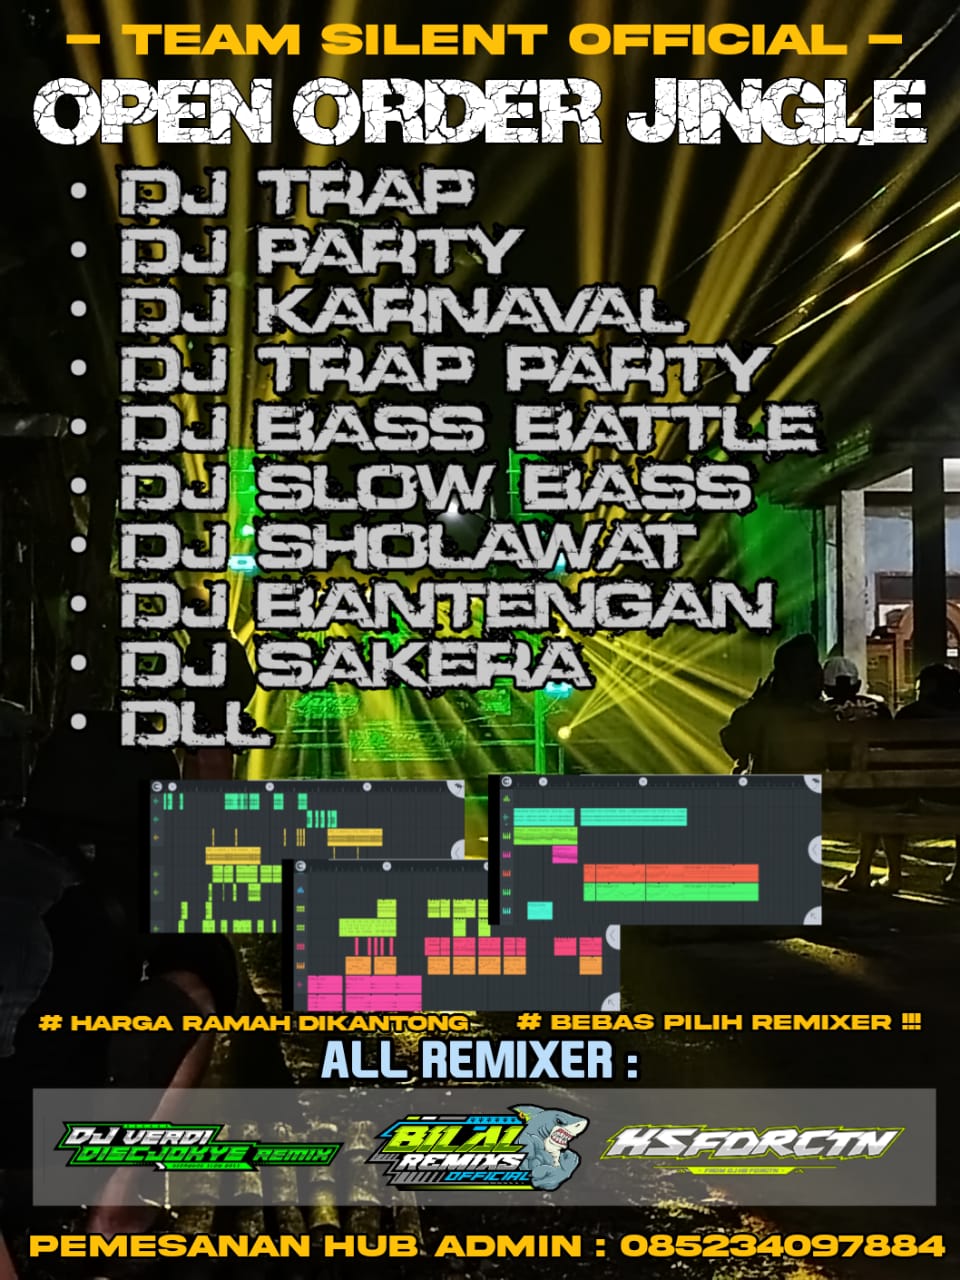 - TEAM SILENT OFFICIAL -
OPEN ORDER JINGLE
• DJ TRAP
• DJ PARTY
• DJ KARNAVAL
• DJ TRAP PARTY
• DJ BASS BATTLE
• DJ SLOW BASS
• DJ SHOLAWAT
• DJ BANTENGAN
• DJ SAKERA
• DLL
# HARGA RAMAH DIKANTONG # BEBAS PILIH REMIXER !!!
ALL REMIXER :
DJ VERDI
DISCJOKYS REMIX
BILAL
REMIXS
OFFICIAL
HSFORCTN
PEMESANAN HUB ADMIN : 085234097884